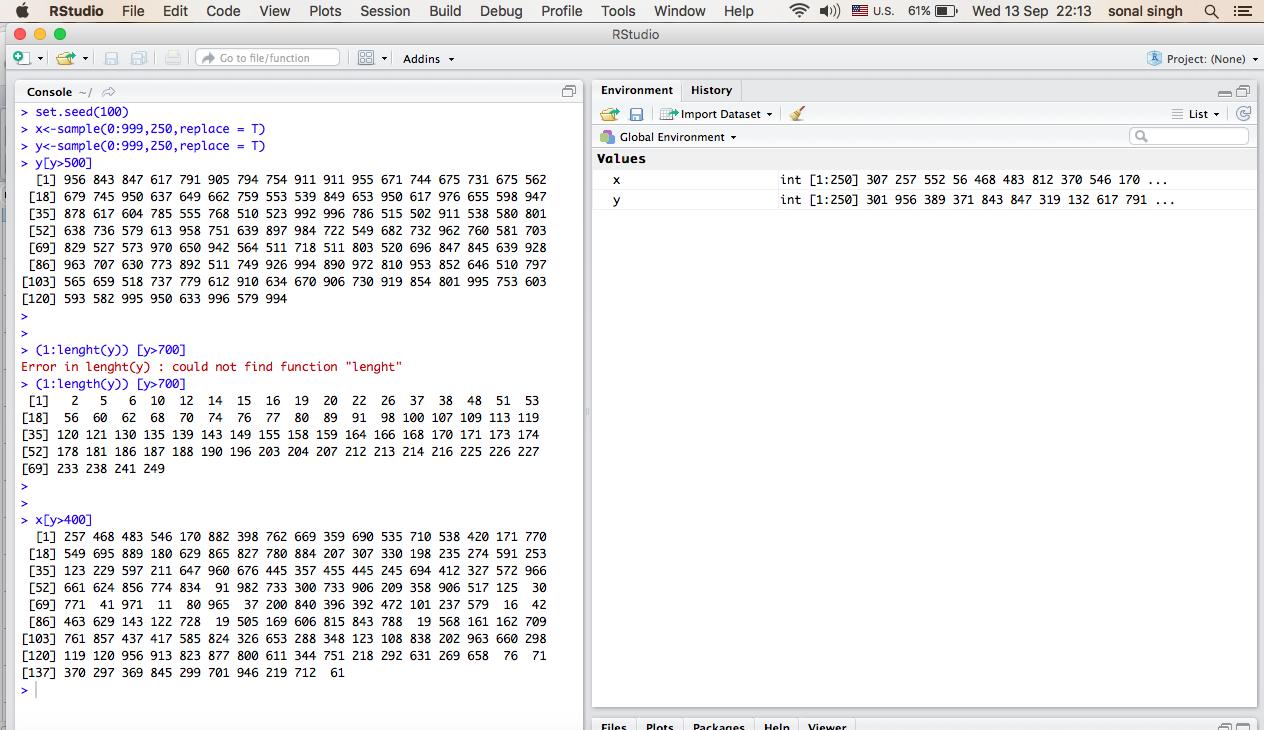 RStudio File Edit Code View Plots Session Build Debug Profile Tools Window Help U.S. 61% Wed 13 Sep 22:13 sonal singh
RStudio
Go to file/function Addins Project: (None)
Console ~/
> set.seed(100)
> x<-sample(0:999,250,replace = T)
> y<-sample(0:999,250,replace = T)
> y[y>500]
[1] 956 843 847 617 791 905 794 754 911 911 955 671 744 675 731 675 562
[18] 679 745 950 637 649 662 759 553 539 849 653 950 617 976 655 598 947
[35] 878 617 604 785 555 768 510 523 992 996 786 515 502 911 538 580 801
[52] 638 736 579 613 958 751 639 897 984 722 549 682 732 962 760 581 703
[69] 829 527 573 970 650 942 564 511 718 511 803 520 696 847 845 639 928
[86] 963 707 630 773 892 511 749 926 994 890 972 810 953 852 646 510 797
[103] 565 659 518 737 779 612 910 634 670 906 730 919 854 801 995 753 603
[120] 593 582 995 950 633 996 579 994
>
>
> (1:lenght(y)) [y>700]
Error in lenght(y) : could not find function "lenght"
> (1:length(y)) [y>700]
[1] 2 5 6 10 12 14 15 16 19 20 22 26 37 38 48 51 53
[18] 56 60 62 68 70 74 76 77 80 89 91 98 100 107 109 113 119
[35] 120 121 130 135 139 143 149 155 158 159 164 166 168 170 171 173 174
[52] 178 181 186 187 188 190 196 203 204 207 212 213 214 216 225 226 227
[69] 233 238 241 249
>
>
> x[y>400]
[1] 257 468 483 546 170 882 398 762 669 359 690 535 710 538 420 171 770
[18] 549 695 889 180 629 865 827 780 884 207 307 330 198 235 274 591 253
[35] 123 229 597 211 647 960 676 445 357 455 445 245 694 412 327 572 966
[52] 661 624 856 774 834 91 982 733 300 733 906 209 358 906 517 125 30
[69] 771 41 971 11 80 965 37 200 840 396 392 472 101 237 579 16 42
[86] 463 629 143 122 728 19 505 169 606 815 843 788 19 568 161 162 709
[103] 761 857 437 417 585 824 326 653 288 348 123 108 838 202 963 660 298
[120] 119 120 956 913 823 877 800 611 344 751 218 292 631 269 658 76 71
[137] 370 297 369 845 299 701 946 219 712 61
>
Environment History
Import Dataset List
Global Environment
Values
x int [1:250] 307 257 552 56 468 483 812 370 546 170 ...
y int [1:250] 301 956 389 371 843 847 319 132 617 791 ...
Files Plots Packages Help Viewer